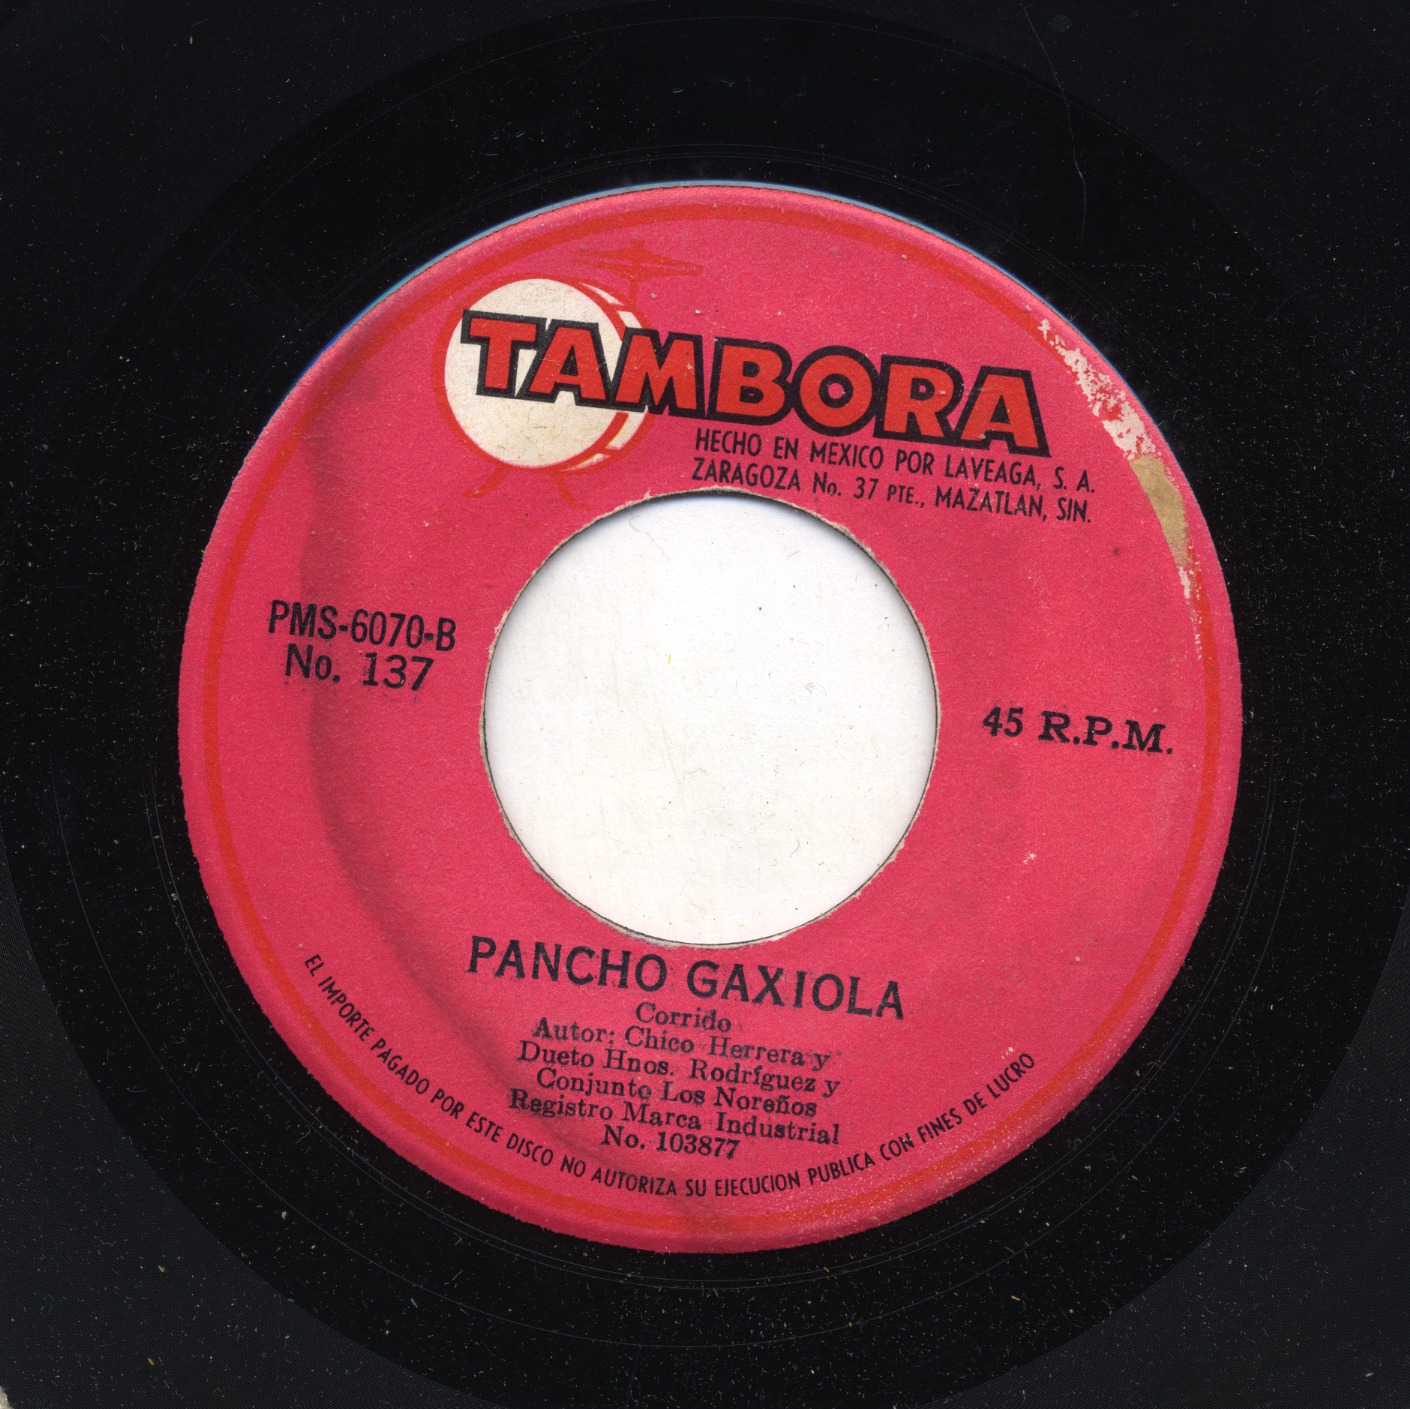 TAMBORA
HECHO EN MEXICO POR LAVEAGA, S. A.
ZARAGOZA No. 37 PTE., MAZATLAN, SIN.
PMS-6070-B
No. 137
45 R.P.M.
PANCHO GAXIOLA
Corrido
Autor: Chico Herrera y
Dueto Hnos. Rodríguez y
Conjunto Los Noreños
Registro Marca Industrial
No. 103877
EL IMPORTE PAGADO POR ESTE DISCO NO AUTORIZA SU EJECUCION PUBLICA CON FINES DE LUCRO